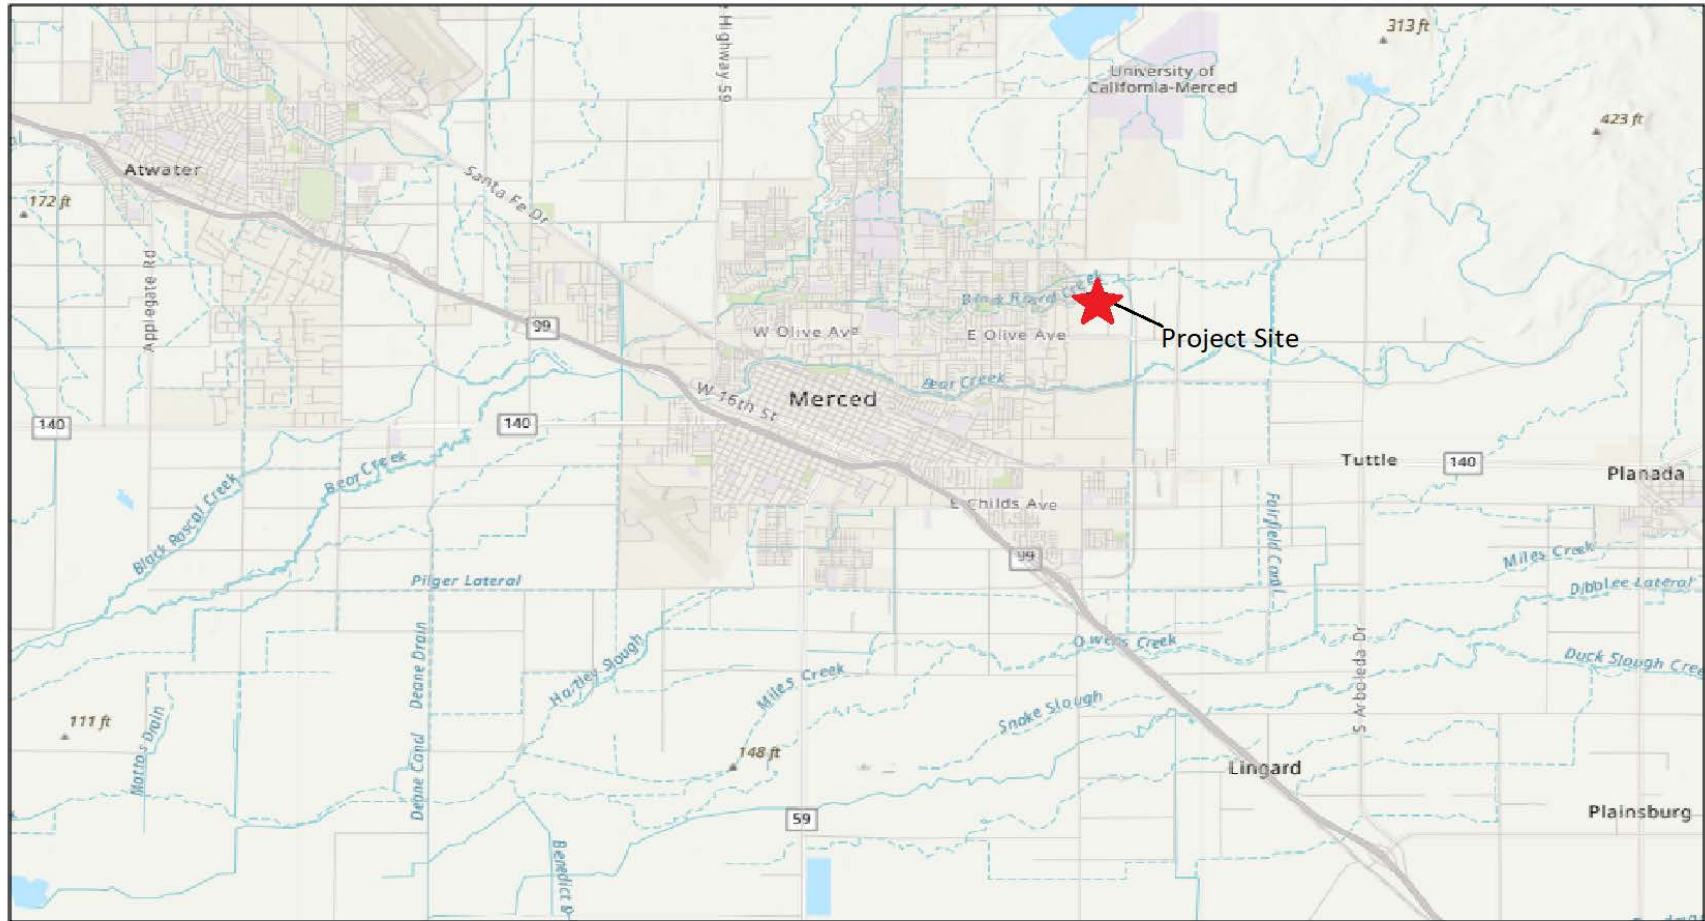 313 ft
Highway 59
University of
California-Merced
423 ft
Atwater
172 ft
Santa Fe Dr
Applegate Rd
Black Rascal Creek
99
W Olive Ave
E Olive Ave
Project Site
Bear Creek
W 16th St
Merced
140
140
Tuttle
140
Planada
Bear Creek
Black Rascal Creek
E Childs Ave
Fairfield Canal
99
Miles Creek
Pilger Lateral
Dibblee Lateral
Owens Creek
Deane Drain
Hartley Slough
S Arboleda Dr
Duck Slough Cree
Miles Creek
Snake Slough
111 ft
Mattos Drain
148 ft
Deane Canal
Lingard
59
Plainsburg
Benedict D